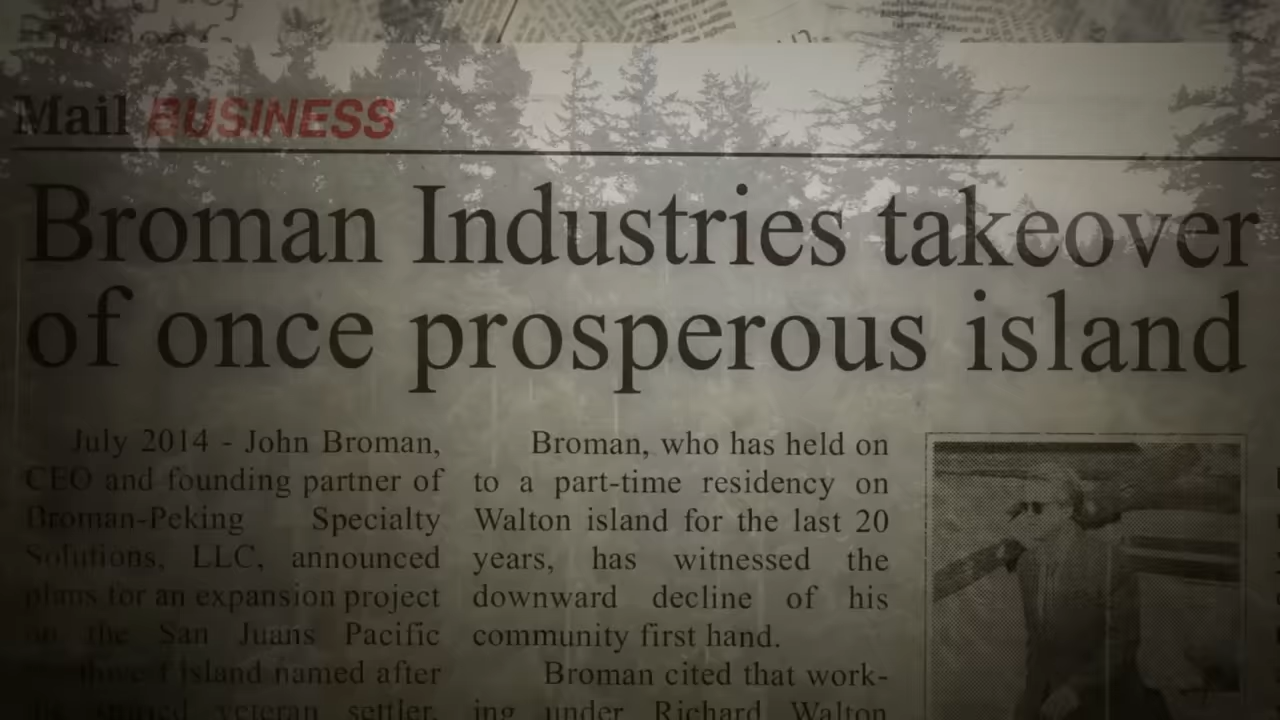 Mail BUSINESS
Broman Industries takeover
of once prosperous island
July 2014 - John Broman,
CEO and founding partner of
Broman-Peking Specialty
Solutions, LLC, announced
plans for an expansion project
on the San Juans Pacific
island named after
veteran settler,
Broman, who has held on
to a part-time residency on
Walton island for the last 20
years, has witnessed the
downward decline of his
community first hand.
Broman cited that work-
ing under Richard Walton